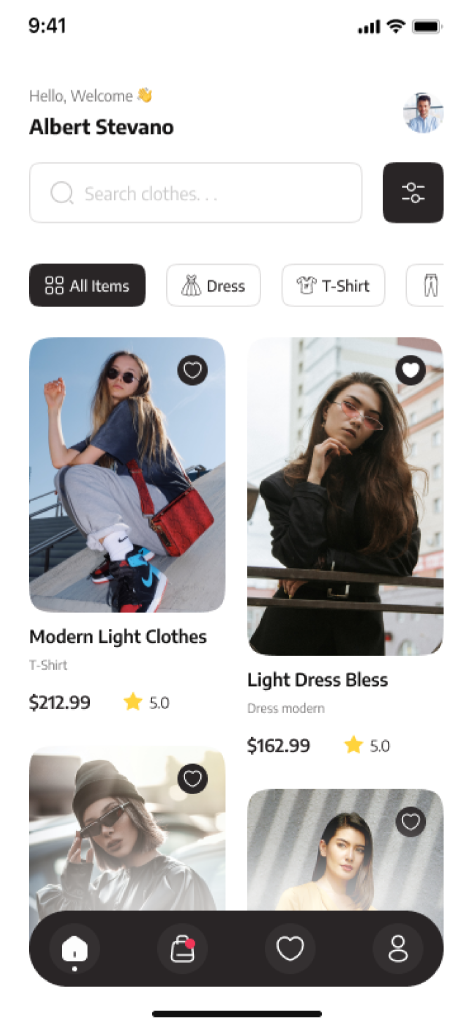 9:41
Hello, Welcome 👋
Albert Stevano
Search clothes. . .
All Items
Dress
T-Shirt
Modern Light Clothes
T-Shirt
$212.99
5.0
Light Dress Bless
Dress modern
$162.99
5.0